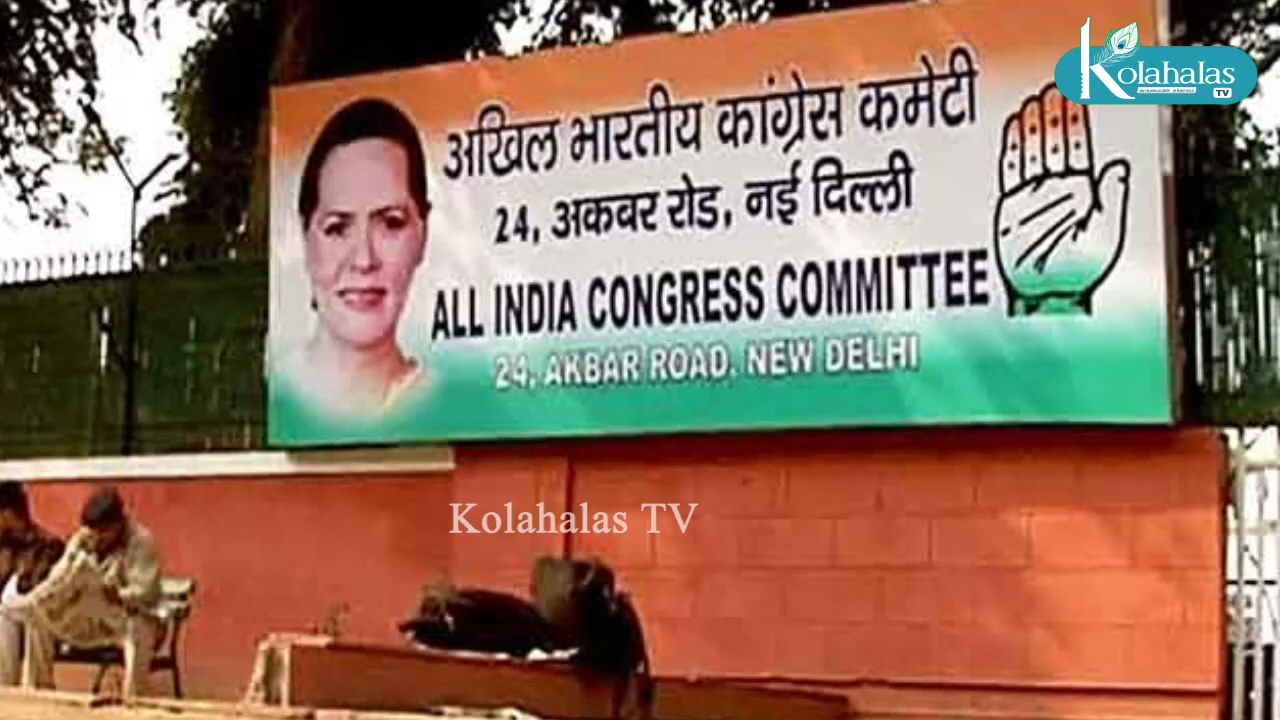 अखिल भारतीय कांग्रेस कमेटी
24, अकबर रोड, नई दिल्ली
ALL INDIA CONGRESS COMMITTEE
24, AKBAR ROAD, NEW DELHI
Kolahalas
TV
Kolahalas TV